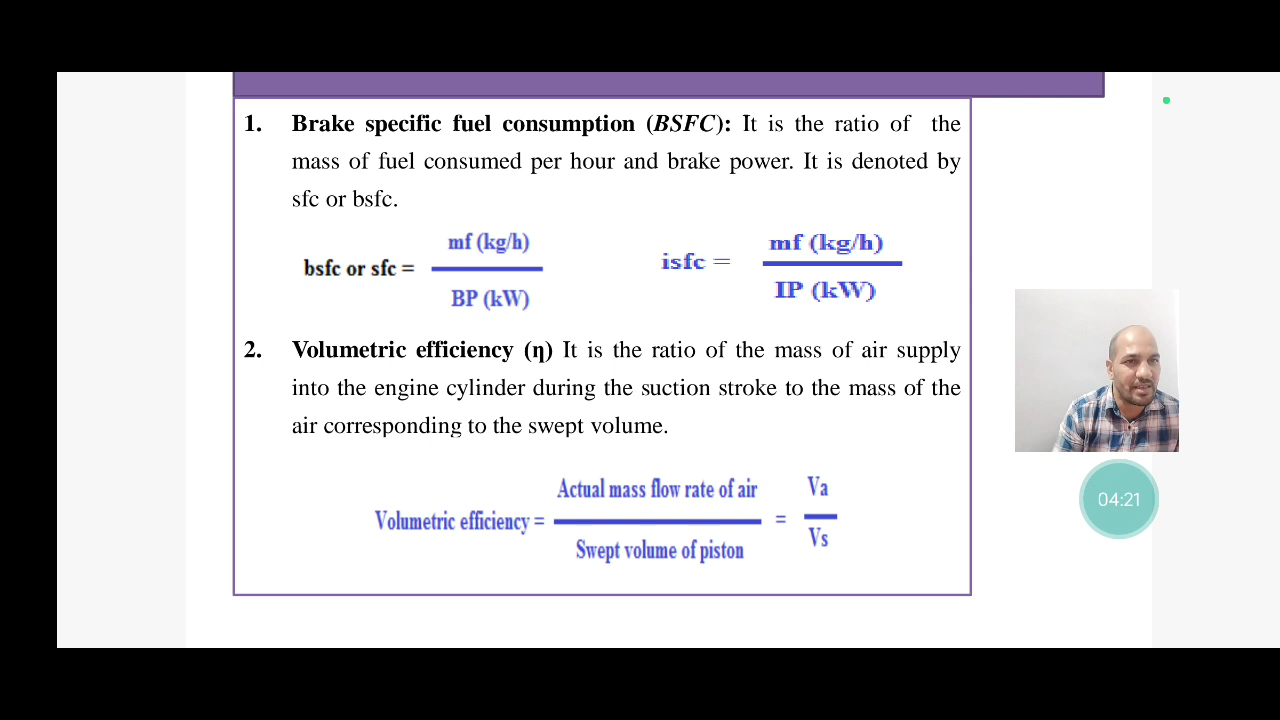 1. Brake specific fuel consumption (BSFC): It is the ratio of the
mass of fuel consumed per hour and brake power. It is denoted by
sfc or bsfc.
mf (kg/h)
bsfc or sfc =
BP (kW)
mf (kg/h)
isfc =
IP (kW)
2. Volumetric efficiency (η) It is the ratio of the mass of air supply
into the engine cylinder during the suction stroke to the mass of the
air corresponding to the swept volume.
Actual mass flow rate of air
Volumetric efficiency =
Swept volume of piston
Va
=
Vs
04:21